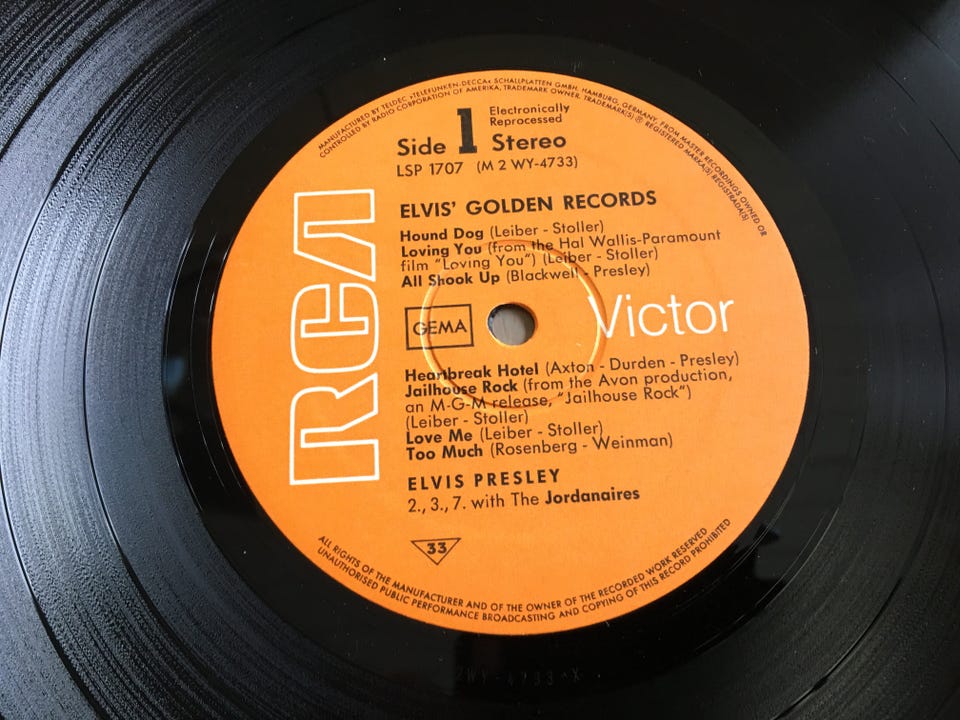 MANUFACTURED BY TELDEC »TELEFUNKEN-DECCA« SCHALLPLATTEN GMBH, HAMBURG, GERMANY, FROM MASTER RECORDINGS OWNED OR
CONTROLLED BY RADIO CORPORATION OF AMERIKA, TRADEMARK OWNER. TRADEMARK(S) ® REGISTERED MARKA(S) REGISTRADA(S)
Side 1 Electronically
Reprocessed
Stereo
LSP 1707 (M 2 WY-4733)
ELVIS' GOLDEN RECORDS
Hound Dog (Leiber - Stoller)
Loving You (from the Hal Wallis-Paramount
film "Loving You") (Leiber - Stoller)
All Shook Up (Blackwell - Presley)
RCA
GEMA
Victor
Heartbreak Hotel (Axton - Durden - Presley)
Jailhouse Rock (from the Avon production,
an M-G-M release, "Jailhouse Rock")
(Leiber - Stoller)
Love Me (Leiber - Stoller)
Too Much (Rosenberg - Weinman)
ELVIS PRESLEY
2., 3., 7. with The Jordanaires
33
ALL RIGHTS OF THE MANUFACTURER AND OF THE OWNER OF THE RECORDED WORK RESERVED
UNAUTHORISED PUBLIC PERFORMANCE BROADCASTING AND COPYING OF THIS RECORD PROHIBITED